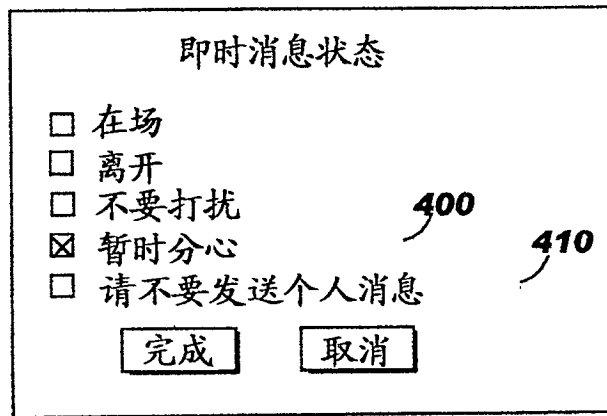 即时消息状态
在场
离开
不要打扰
400
暂时分心
410
请不要发送个人消息
完成
取消